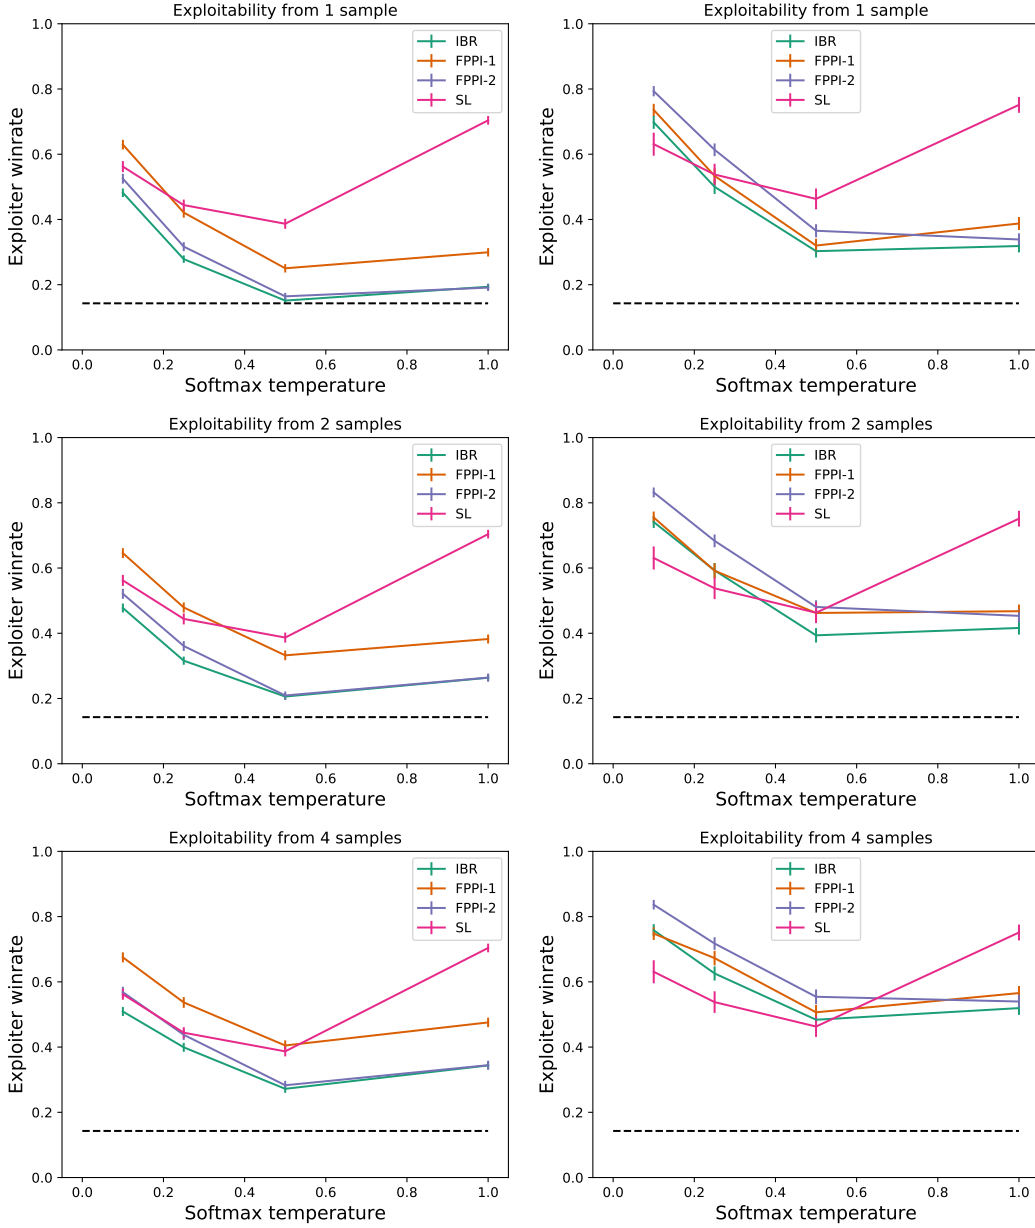 Exploitability from 1 sample
1.0
0.8
0.6
0.4
0.2
0.0
Exploiter winrate
IBR
FPPI-1
FPPI-2
SL
0.0 0.2 0.4 0.6 0.8 1.0
Softmax temperature
Exploitability from 1 sample
1.0
0.8
0.6
0.4
0.2
0.0
Exploiter winrate
IBR
FPPI-1
FPPI-2
SL
0.0 0.2 0.4 0.6 0.8 1.0
Softmax temperature
Exploitability from 2 samples
1.0
0.8
0.6
0.4
0.2
0.0
Exploiter winrate
IBR
FPPI-1
FPPI-2
SL
0.0 0.2 0.4 0.6 0.8 1.0
Softmax temperature
Exploitability from 2 samples
1.0
0.8
0.6
0.4
0.2
0.0
Exploiter winrate
IBR
FPPI-1
FPPI-2
SL
0.0 0.2 0.4 0.6 0.8 1.0
Softmax temperature
Exploitability from 4 samples
1.0
0.8
0.6
0.4
0.2
0.0
Exploiter winrate
IBR
FPPI-1
FPPI-2
SL
0.0 0.2 0.4 0.6 0.8 1.0
Softmax temperature
Exploitability from 4 samples
1.0
0.8
0.6
0.4
0.2
0.0
Exploiter winrate
IBR
FPPI-1
FPPI-2
SL
0.0 0.2 0.4 0.6 0.8 1.0
Softmax temperature